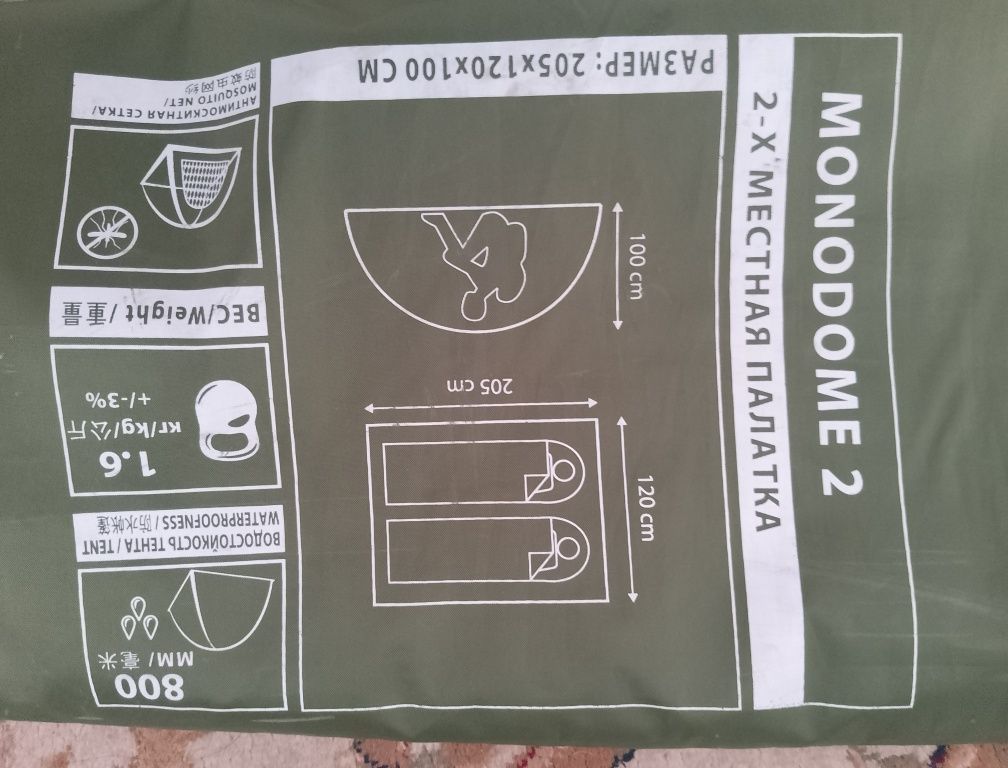 MONODOME 2
2-Х МЕСТНАЯ ПАЛАТКА
РАЗМЕР: 205x120x100 СМ
100 cm
205 cm
120 cm
АНТИМОСКИТНАЯ СЕТКА/
MOSQUITO NET/
防蚊虫网纱
ВЕС/Weight / 重量
1.6
кг/kg/公斤
+/-3%
ВОДОСТОЙКОСТЬ ТЕНТА / TENT
WATERPROOFNESS / 防水帐篷
800
ММ/ 毫米